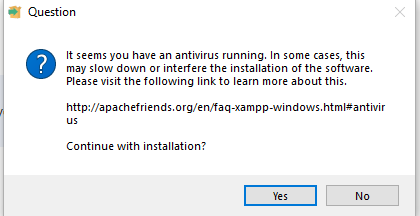 Question
It seems you have an antivirus running. In some cases, this
may slow down or interfere the installation of the software.
Please visit the following link to learn more about this.
http://apachefriends.org/en/faq-xampp-windows.html#antivir
us
Continue with installation?
Yes
No